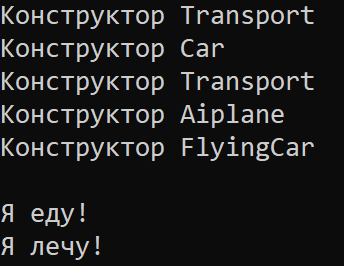 Конструктор Transport
Конструктор Car
Конструктор Transport
Конструктор Aiplane
Конструктор FlyingCar
Я еду!
Я лечу!